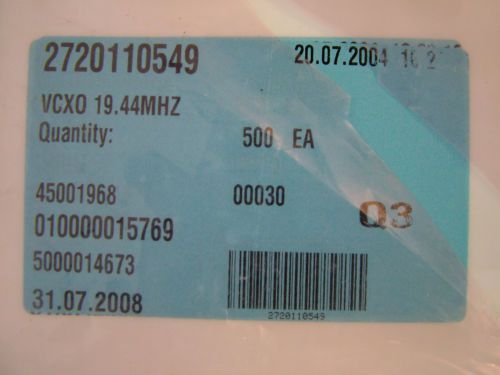 2720110549 20.07.2004
VCXO 19.44MHZ
Quantity: 500 EA
45001968 00030
Q3
010000015769
5000014673
31.07.2008
2720110549